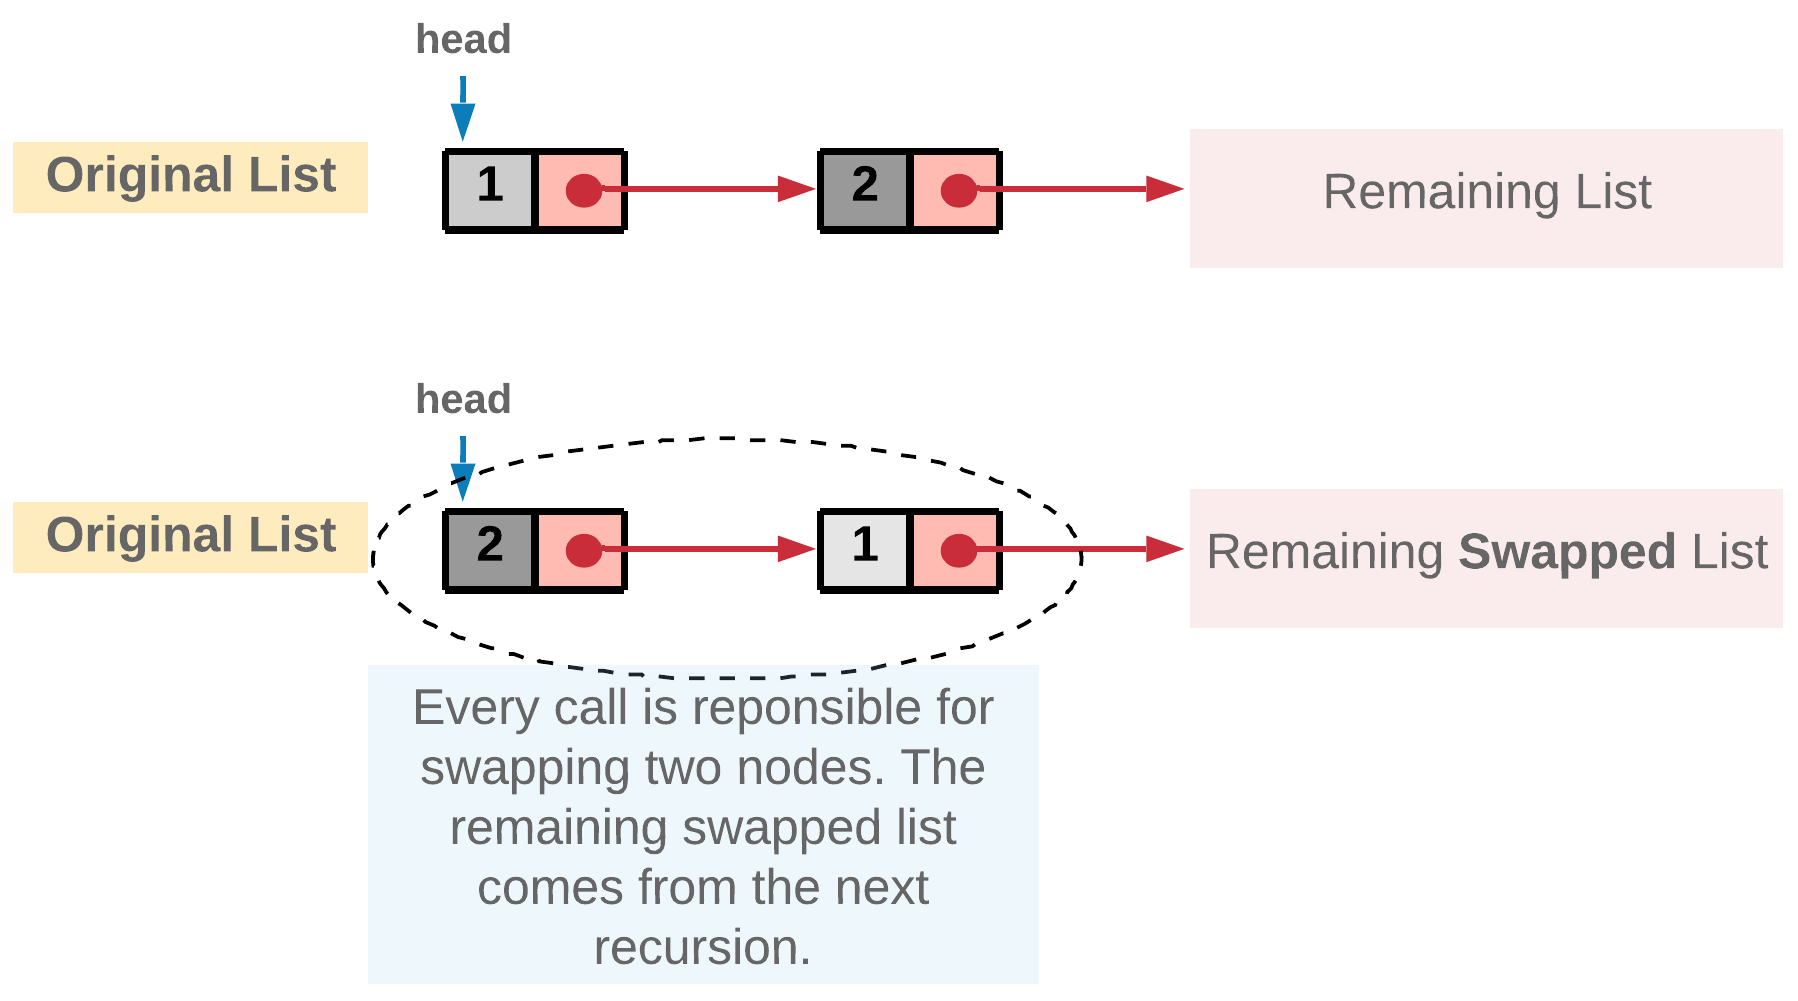 head
Original List
1
2
Remaining List
head
Original List
2
1
Remaining Swapped List
Every call is reponsible for
swapping two nodes. The
remaining swapped list
comes from the next
recursion.